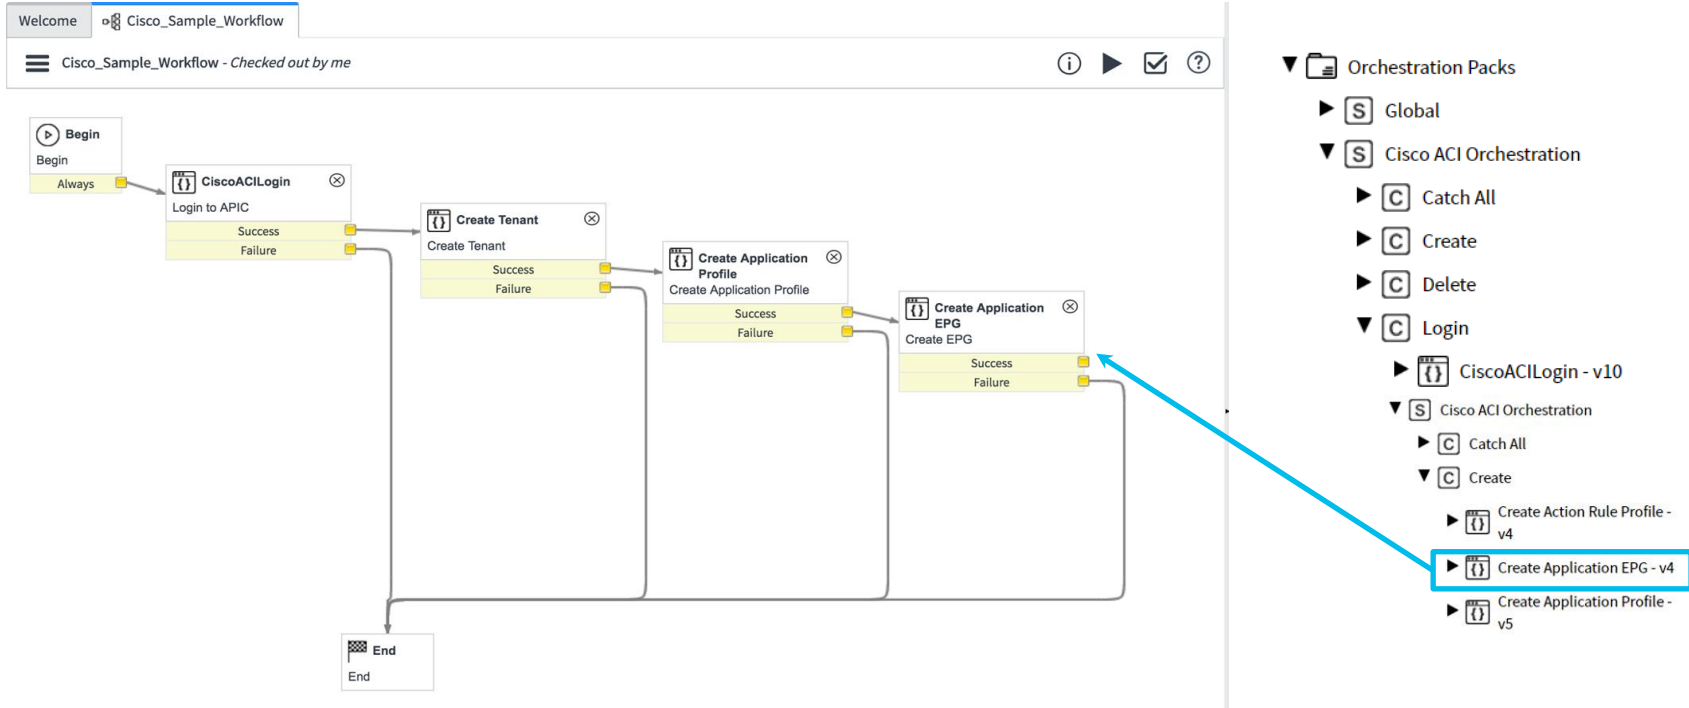 Welcome
Cisco_Sample_Workflow
Cisco_Sample_Workflow - Checked out by me
Begin
Begin
Always
CiscoACILogin
Login to APIC
Success
Failure
Create Tenant
Create Tenant
Success
Failure
Create Application
Profile
Create Application Profile
Success
Failure
Create Application
EPG
Create EPG
Success
Failure
End
End
Orchestration Packs
S Global
S Cisco ACI Orchestration
C Catch All
C Create
C Delete
C Login
CiscoACILogin - v10
S Cisco ACI Orchestration
C Catch All
C Create
Create Action Rule Profile -
v4
Create Application EPG - v4
Create Application Profile -
v5